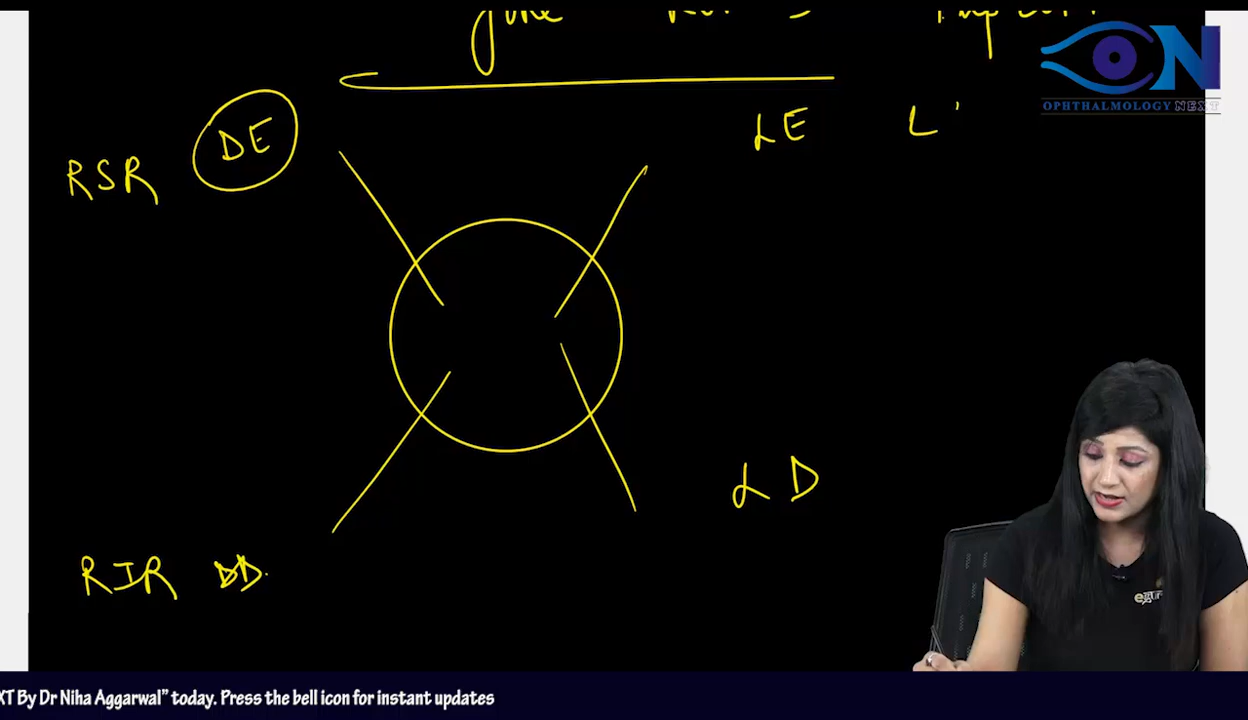 OPHTHALMOLOGY NEXT
DE
LE
RSR
LD
RIR DD
XT By Dr Niha Aggarwal” today. Press the bell icon for instant updates